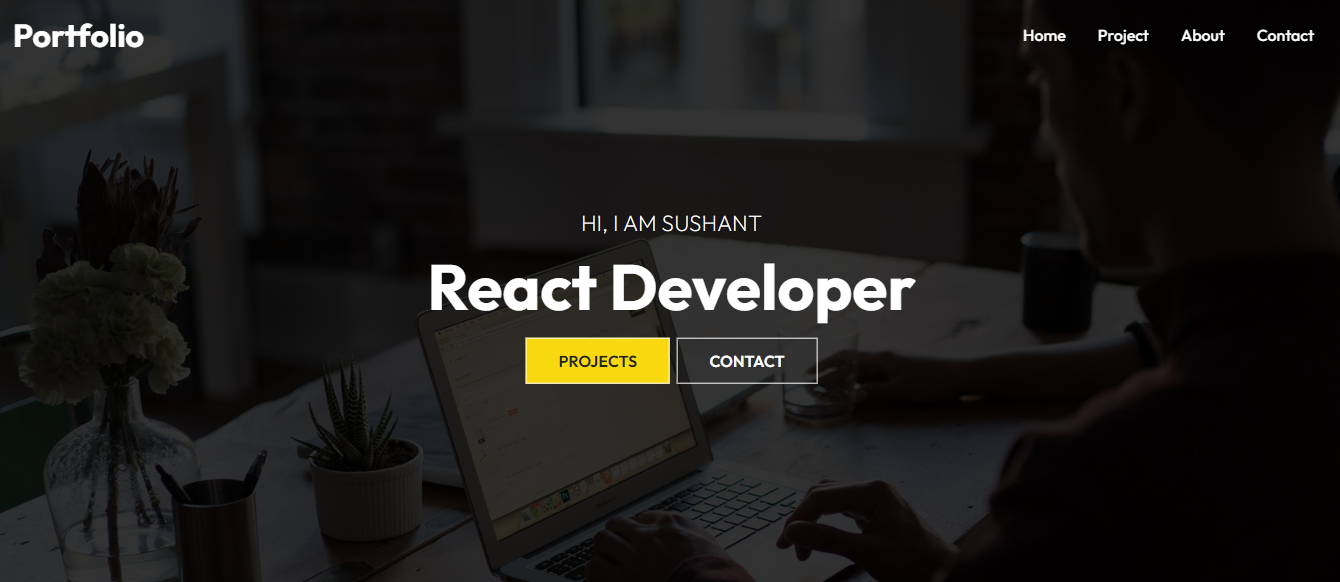 Portfolio
Home Project About Contact
HI, I AM SUSHANT
React Developer
PROJECTS CONTACT